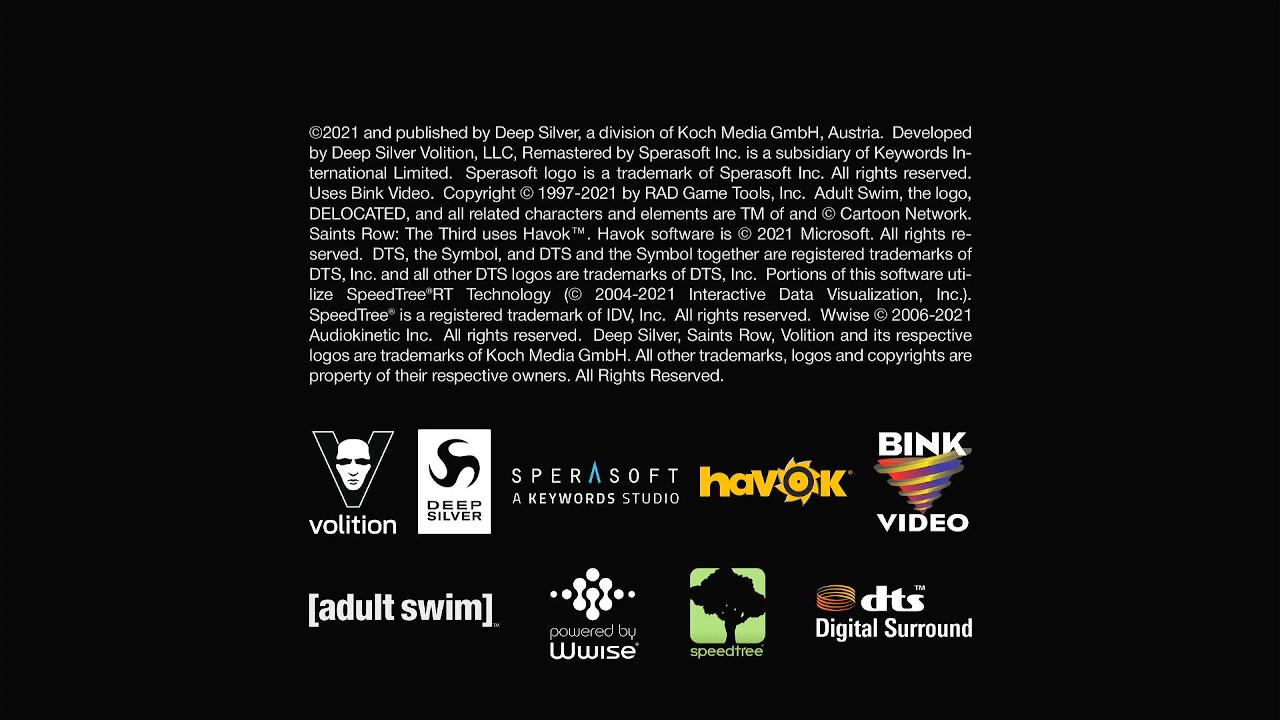 ©2021 and published by Deep Silver, a division of Koch Media GmbH, Austria.  Developed
by Deep Silver Volition, LLC, Remastered by Sperasoft Inc. is a subsidiary of Keywords In-
ternational Limited.  Sperasoft logo is a trademark of Sperasoft Inc. All rights reserved.
Uses Bink Video.  Copyright © 1997-2021 by RAD Game Tools, Inc.  Adult Swim, the logo,
DELOCATED, and all related characters and elements are TM of and © Cartoon Network.
Saints Row: The Third uses Havok™. Havok software is © 2021 Microsoft. All rights re-
served.  DTS, the Symbol, and DTS and the Symbol together are registered trademarks of
DTS, Inc. and all other DTS logos are trademarks of DTS, Inc.  Portions of this software uti-
lize SpeedTree®RT Technology (© 2004-2021 Interactive Data Visualization, Inc.).
SpeedTree® is a registered trademark of IDV, Inc.  All rights reserved.  Wwise © 2006-2021
Audiokinetic Inc.  All rights reserved.  Deep Silver, Saints Row, Volition and its respective
logos are trademarks of Koch Media GmbH. All other trademarks, logos and copyrights are
property of their respective owners. All Rights Reserved.
volition
DEEP
SILVER
SPERASOFT
A KEYWORDS STUDIO
havok®
BINK
VIDEO
[adult swim]™
powered by
Wwise®
speedtree®
dts™
Digital Surround